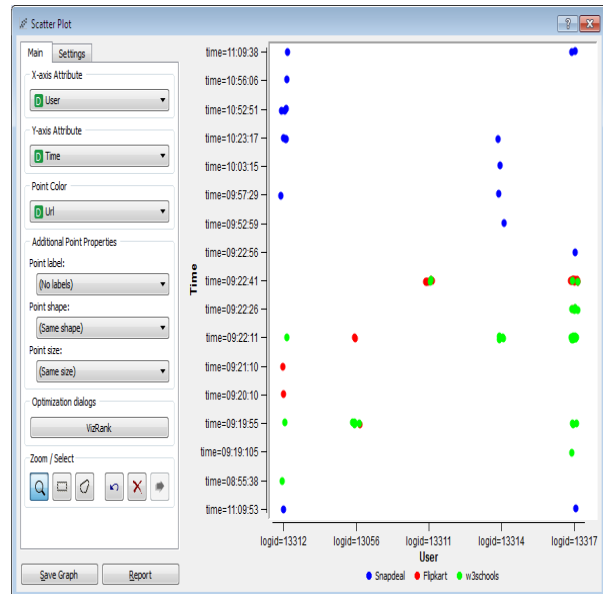 Scatter Plot
Main
Settings
X-axis Attribute
D User
Y-axis Attribute
D Time
Point Color
D Url
Additional Point Properties
Point label:
(No labels)
Point shape:
(Same shape)
Point size:
(Same size)
Optimization dialogs
VizRank
Zoom / Select
Save Graph
Report
time=11:09:38
time=10:56:06
time=10:52:51
time=10:23:17
time=10:03:15
time=09:57:29
time=09:52:59
time=09:22:56
time=09:22:41
time=09:22:26
time=09:22:11
time=09:21:10
time=09:20:10
time=09:19:55
time=09:19:105
time=08:55:38
time=11:09:53
Time
logid=13312
logid=13056
logid=13311
logid=13314
logid=13317
User
Snapdeal
Flipkart
w3schools